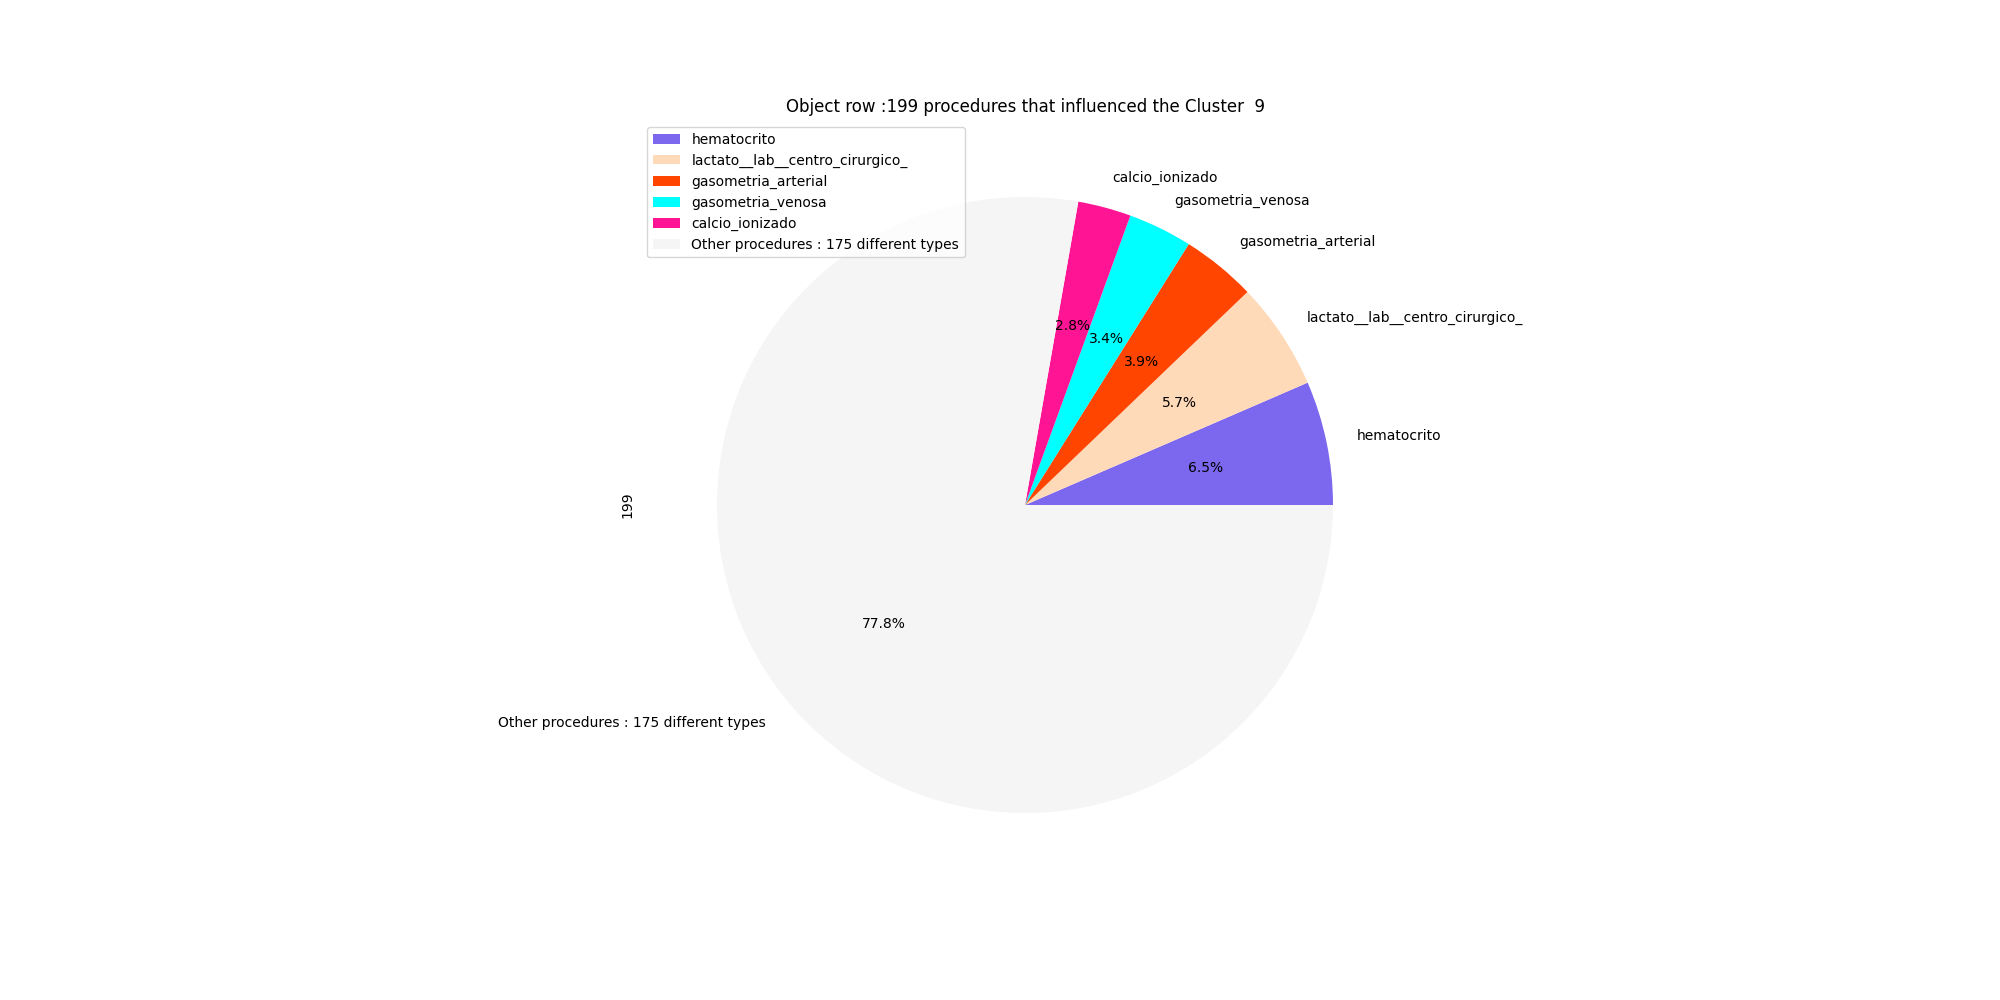 Object row :199 procedures that influenced the Cluster  9
hematocrito
lactato__lab__centro_cirurgico_
gasometria_arterial
gasometria_venosa
calcio_ionizado
Other procedures : 175 different types
calcio_ionizado
gasometria_venosa
gasometria_arterial
lactato__lab__centro_cirurgico_
hematocrito
2.8%
3.4%
3.9%
5.7%
6.5%
199
77.8%
Other procedures : 175 different types